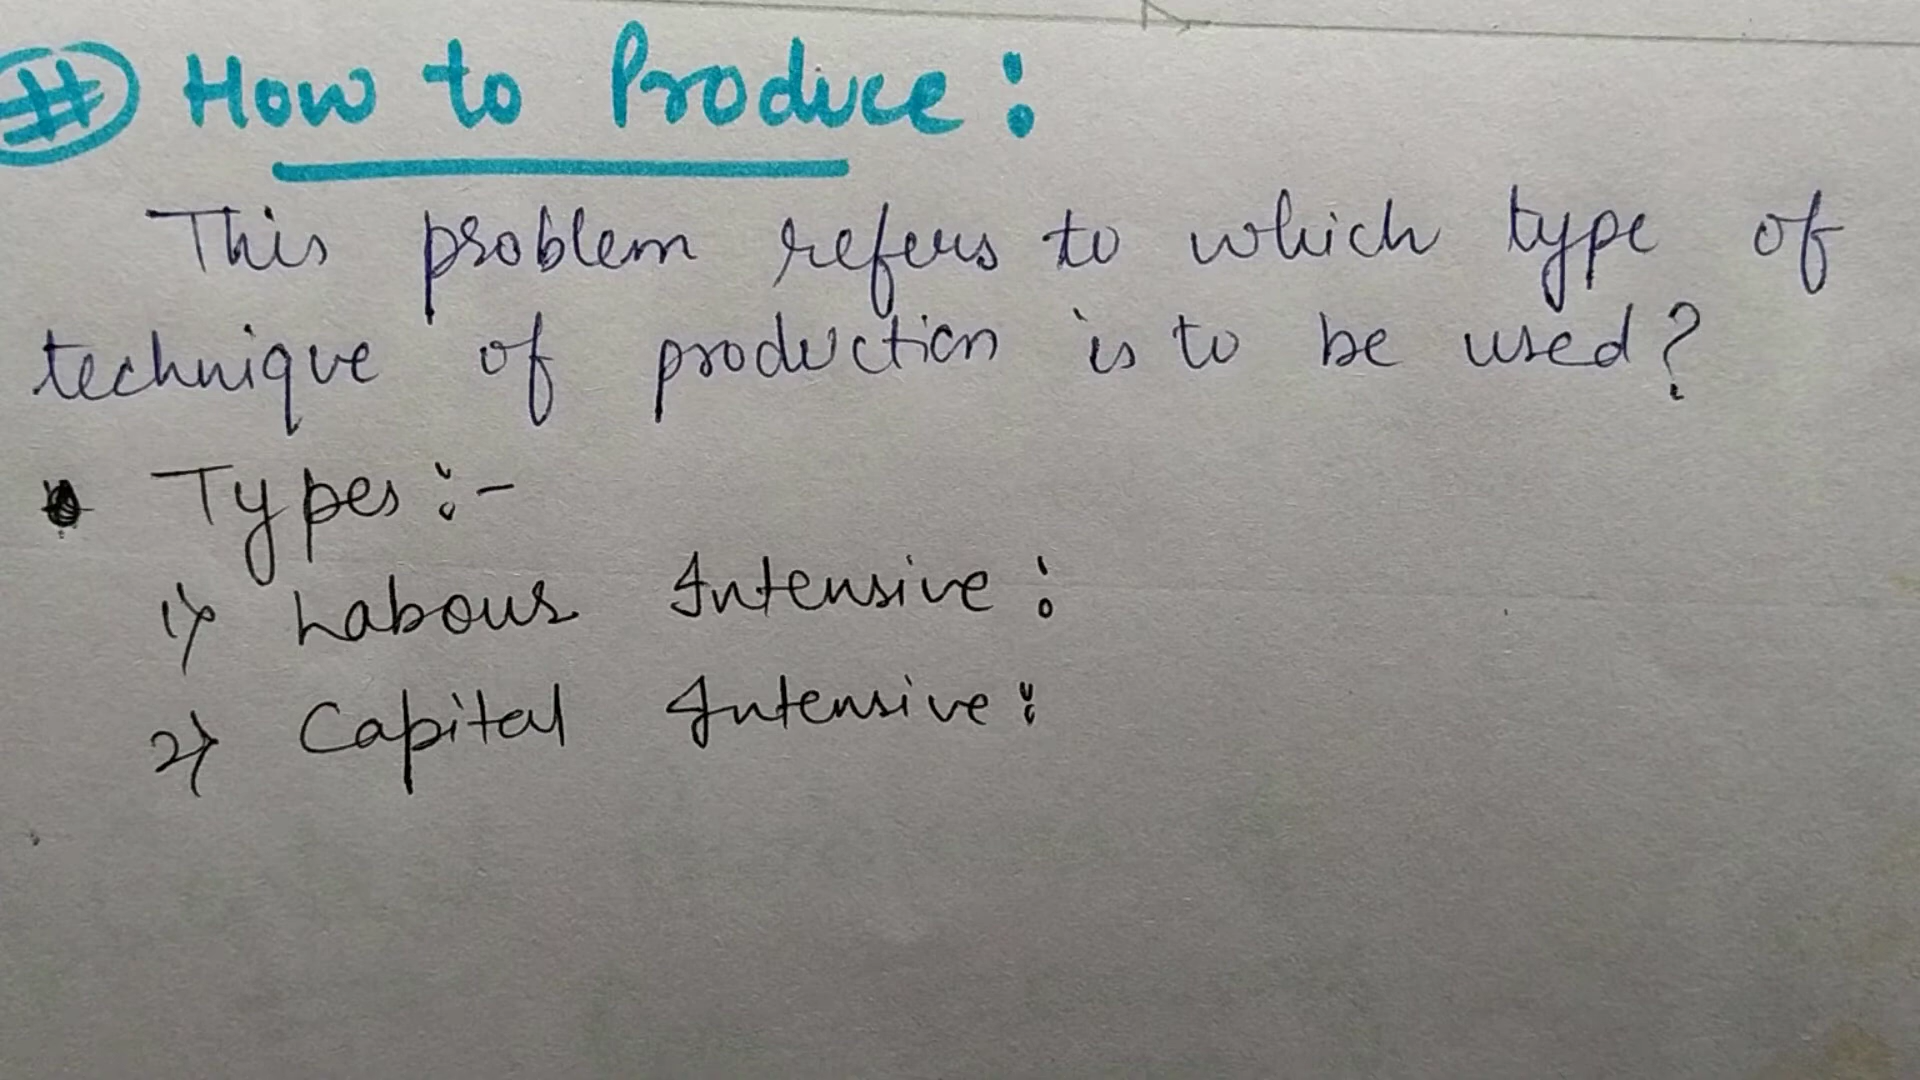 # How to Produce:
This problem refers to which type of
technique of production is to be used?
• Types:-
1) Labour Intensive:
2) Capital Intensive: